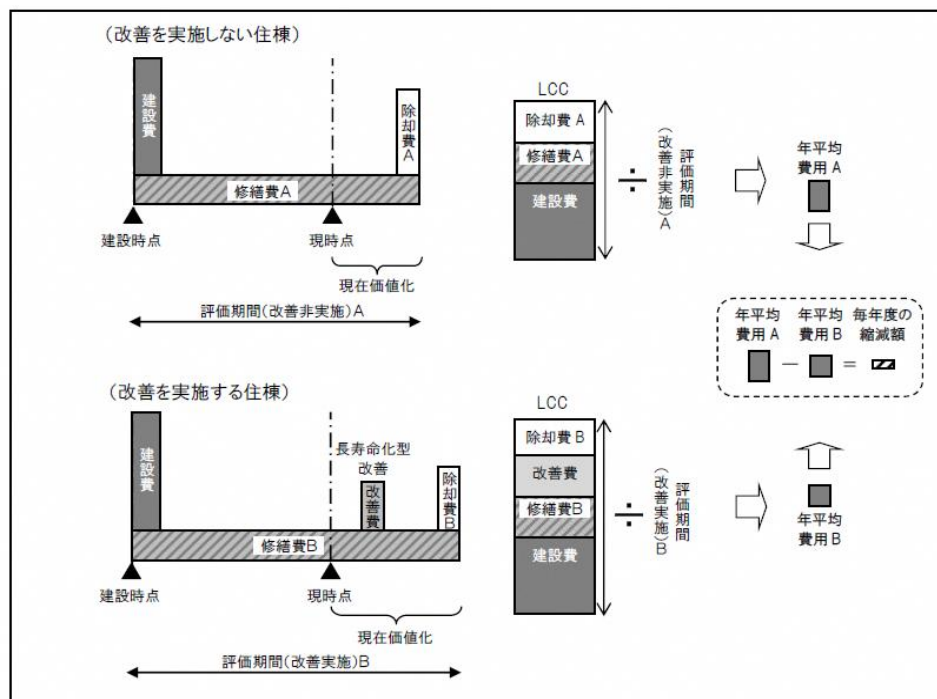 （改善を実施しない住棟）
建設費
除却費A
修繕費A
建設時点
現時点
現在価値化
評価期間(改善非実施)A
LCC
除却費A
修繕費A
建設費
÷
評価期間
(改善非実施)A
年平均
費用A
年平均
費用A
年平均
費用B
毎年度の
縮減額
－
＝
（改善を実施する住棟）
建設費
長寿命化型
改善
改善費
除却費B
修繕費B
建設時点
現時点
現在価値化
評価期間(改善実施)B
LCC
除却費B
改善費
修繕費B
建設費
÷
評価期間
(改善実施)B
年平均
費用B